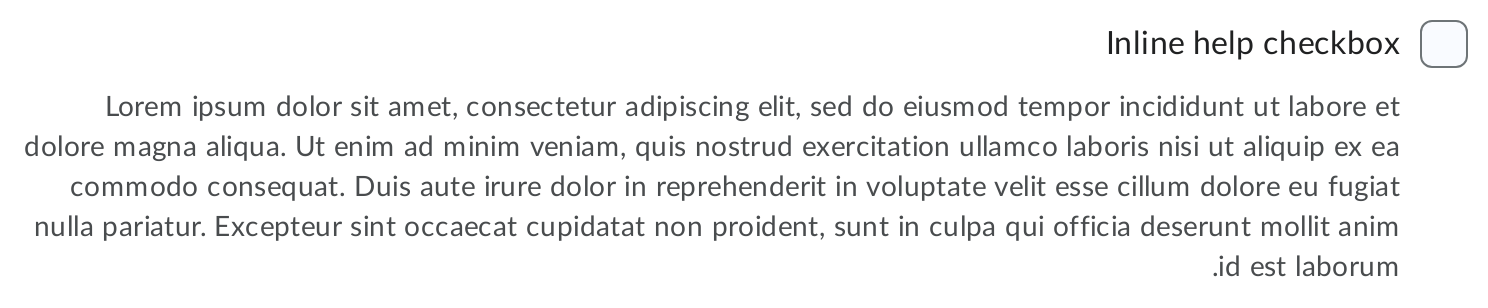 Inline help checkbox
Lorem ipsum dolor sit amet, consectetur adipiscing elit, sed do eiusmod tempor incididunt ut labore et
dolore magna aliqua. Ut enim ad minim veniam, quis nostrud exercitation ullamco laboris nisi ut aliquip ex ea
commodo consequat. Duis aute irure dolor in reprehenderit in voluptate velit esse cillum dolore eu fugiat
nulla pariatur. Excepteur sint occaecat cupidatat non proident, sunt in culpa qui officia deserunt mollit anim
.id est laborum